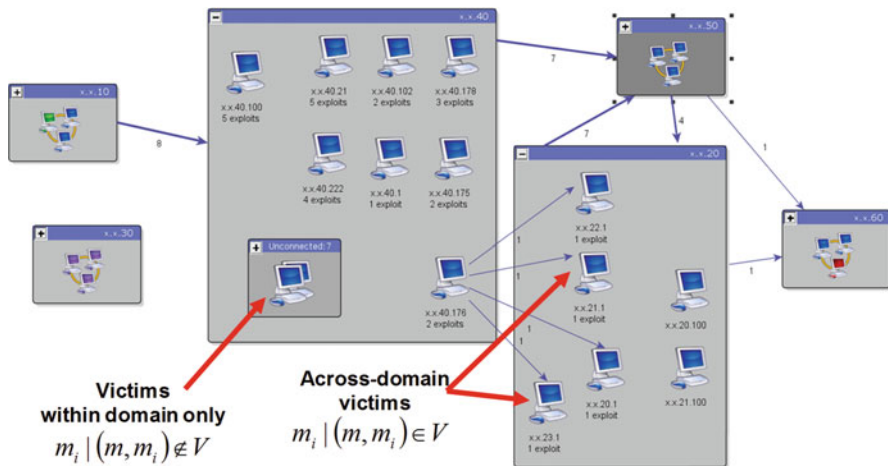 x.x.40
x.x.50
x.x.10
x.x.40.100
5 exploits
x.x.40.21
5 exploits
x.x.40.102
2 exploits
x.x.40.178
3 exploits
7
8
7
4
1
x.x.40.222
4 exploits
x.x.40.1
1 exploit
x.x.40.175
2 exploits
x.x.20
x.x.30
x.x.60
Unconnected:7
x.x.40.176
2 exploits
1
1
1
1
x.x.22.1
1 exploit
x.x.21.1
1 exploit
x.x.20.100
1
x.x.20.1
1 exploit
x.x.21.100
x.x.23.1
1 exploit
Victims
within domain only
m_i | (m, m_i) ∉ V
Across-domain
victims
m_i | (m, m_i) ∈ V